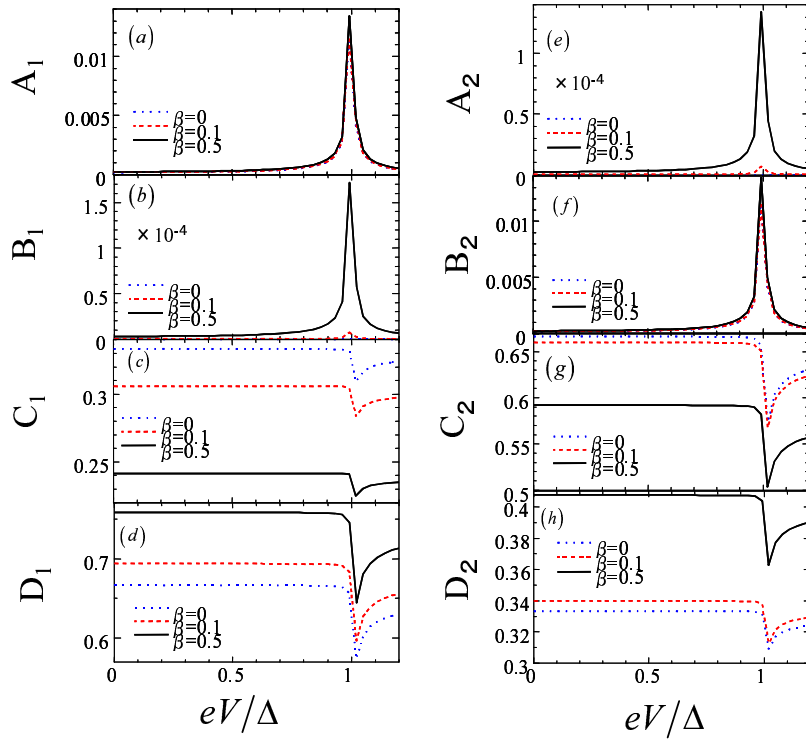 A1
(a)
0.01
0.005
0
β=0
β=0.1
β=0.5
B1
(b)
× 10-4
1.5
1
0.5
0
β=0
β=0.1
β=0.5
C1
(c)
0.3
0.25
β=0
β=0.1
β=0.5
D1
(d)
0.7
0.6
β=0
β=0.1
β=0.5
0
0.5
1
eV/Δ
A2
(e)
× 10-4
1
0.5
0
β=0
β=0.1
β=0.5
B2
(f)
0.01
0.005
0
β=0
β=0.1
β=0.5
C2
(g)
0.65
0.6
0.55
0.5
β=0
β=0.1
β=0.5
D2
(h)
0.4
0.38
0.36
0.34
0.32
0.3
β=0
β=0.1
β=0.5
0
0.5
1
eV/Δ